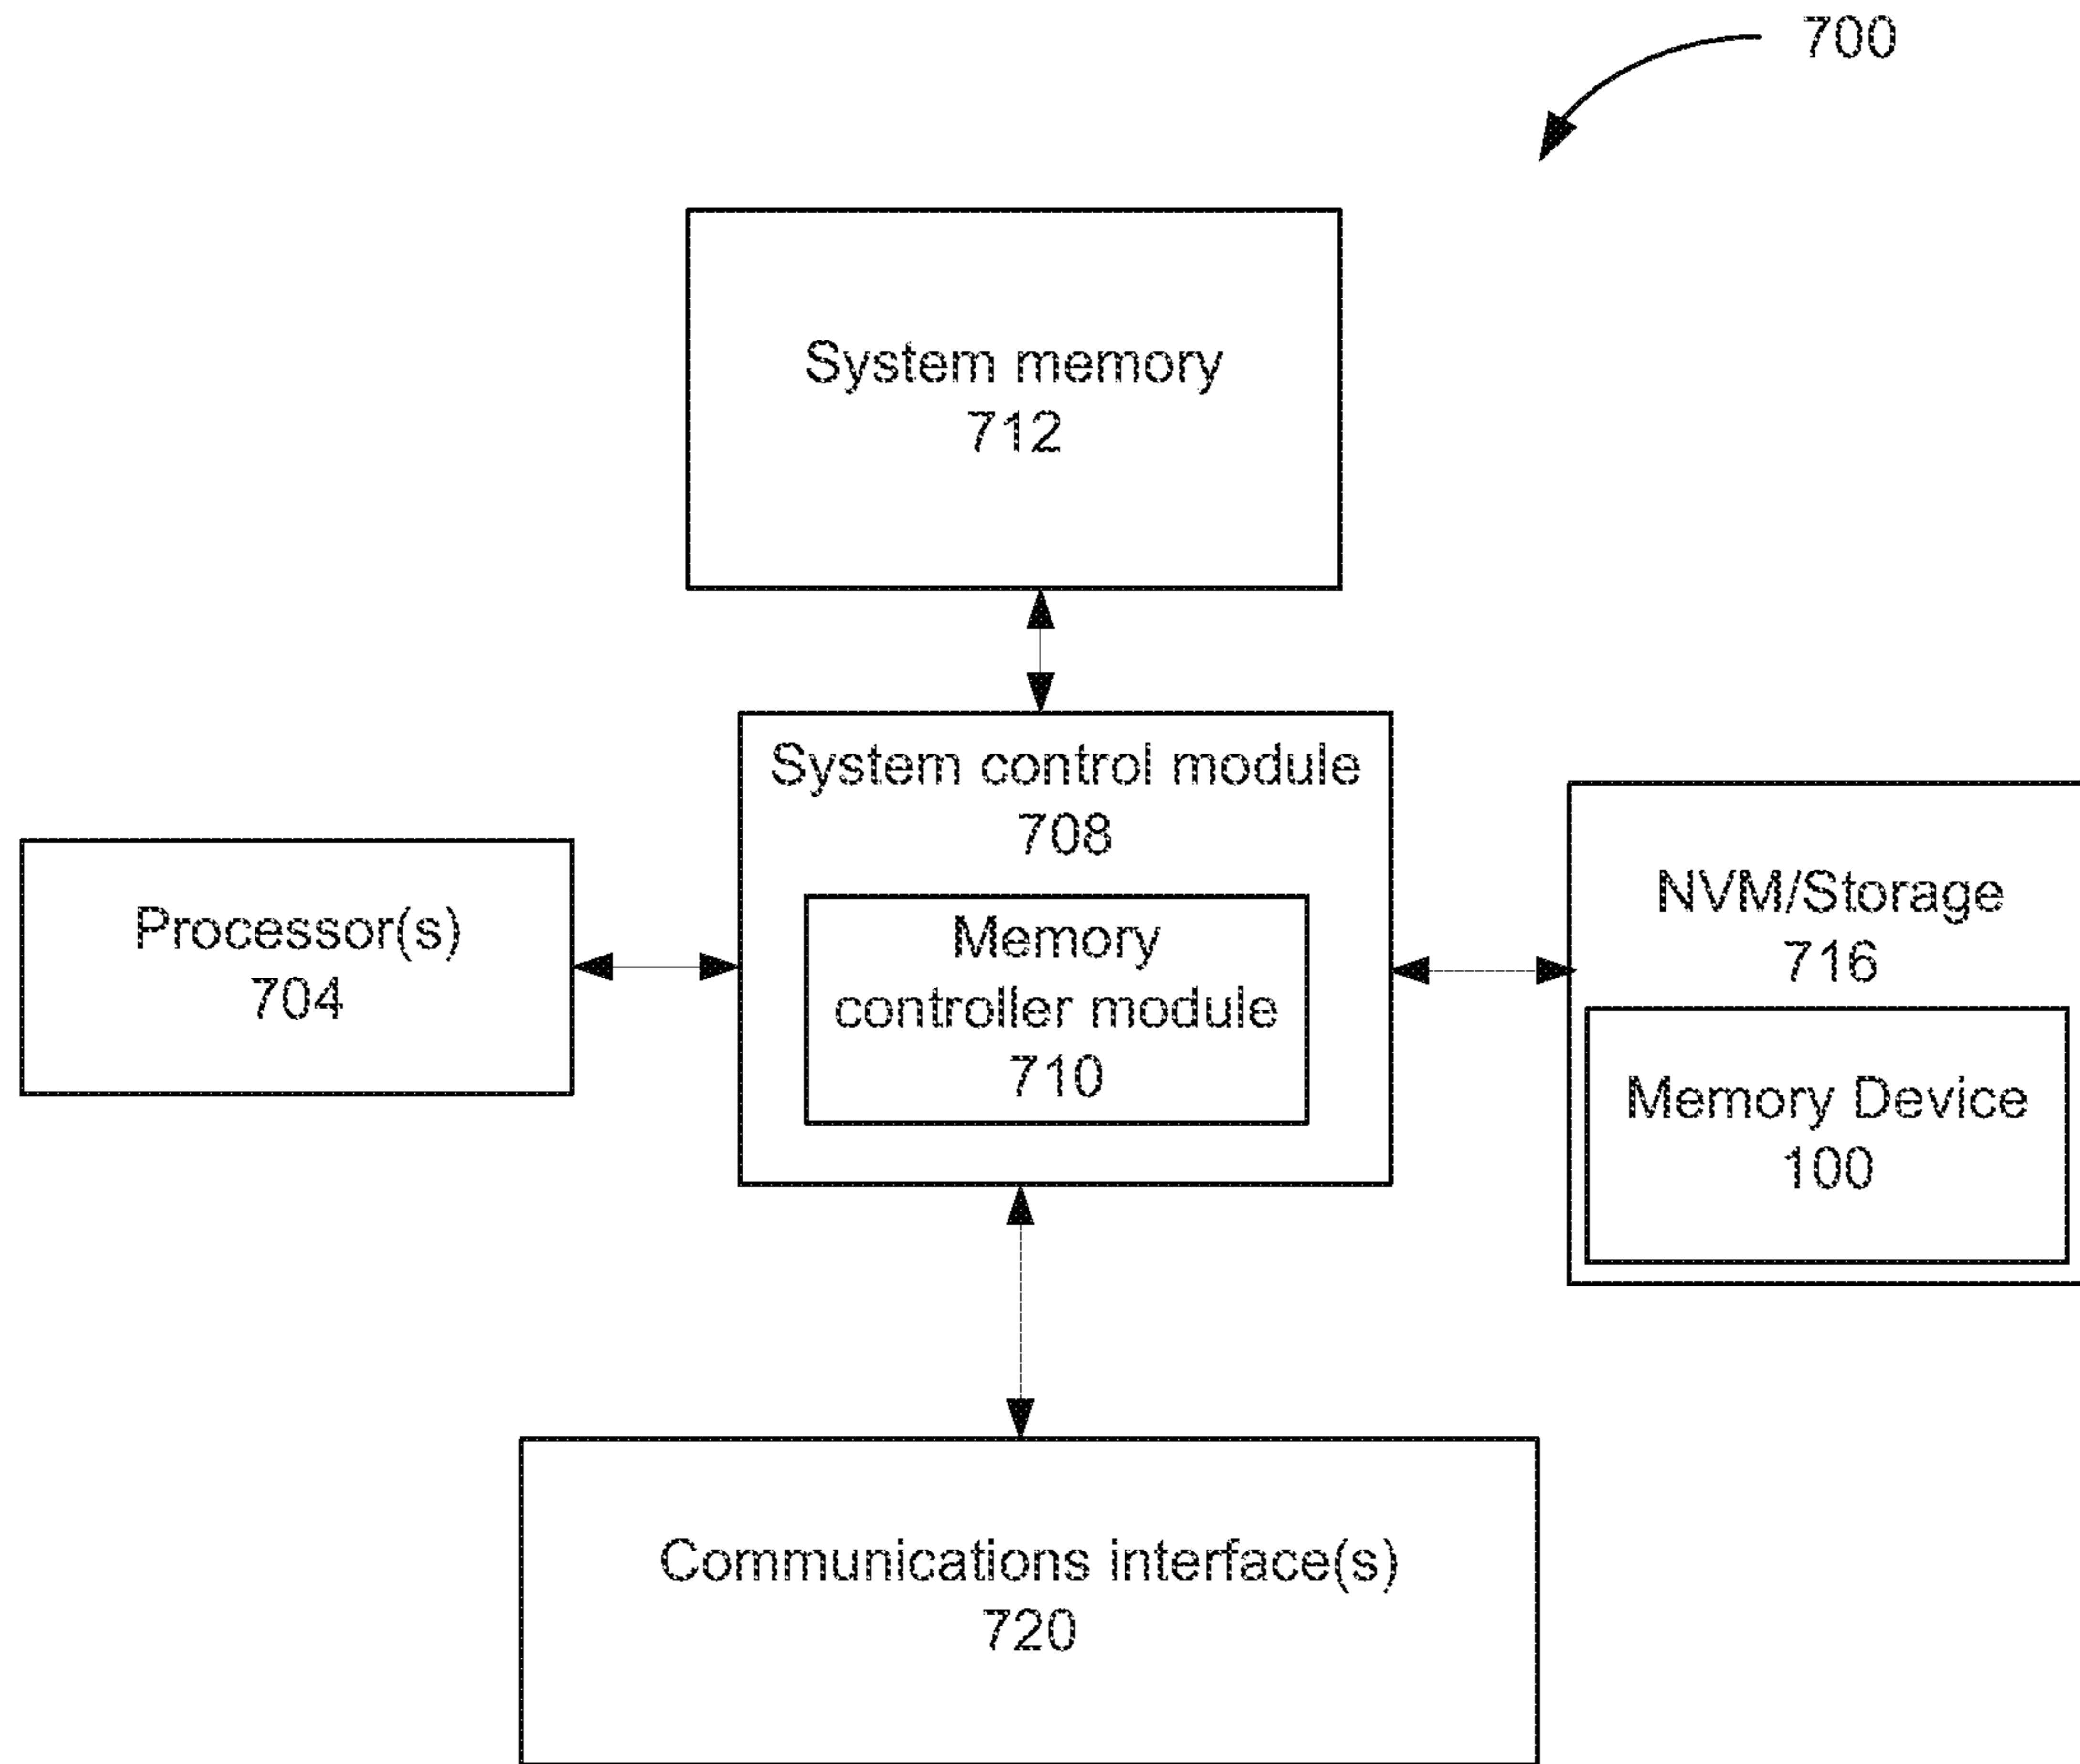 700
System memory
712
System control module
708
Memory
controller module
710
Processor(s)
704
NVM/Storage
716
Memory Device
100
Communications interface(s)
720